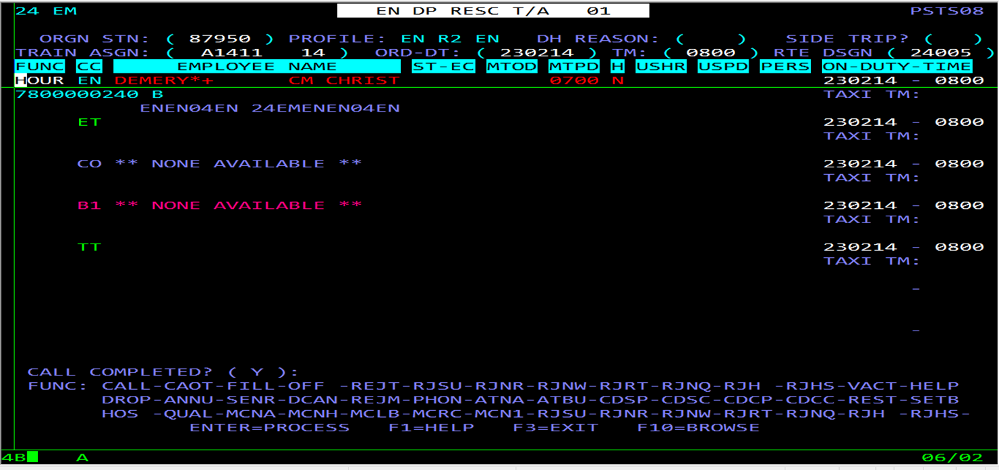 24 EM EN DP RESC T/A 01 PSTS08
ORGN STN: ( 87950 ) PROFILE: EN R2 EN DH REASON: ( ) SIDE TRIP? ( )
TRAIN ASGN: ( A1411 14 ) ORD-DT: ( 230214 ) TM: ( 0800 ) RTE DSGN ( 24005 )
FUNC CC EMPLOYEE NAME ST-EC MTOD MTPD H USHR USPD PERS ON-DUTY-TIME
HOUR EN DEMERY*+ CM CHRIST 0700 N 230214 - 0800
7800000240 B TAXI TM:
ENEN04EN 24EMENEN04EN
ET 230214 - 0800
TAXI TM:
CO ** NONE AVAILABLE ** 230214 - 0800
TAXI TM:
B1 ** NONE AVAILABLE ** 230214 - 0800
TAXI TM:
TT 230214 - 0800
TAXI TM:
-
-
CALL COMPLETED? ( Y ):
FUNC: CALL-CAOT-FILL-OFF -REJT-RJSU-RJNR-RJNW-RJRT-RJNQ-RJH -RJHS-VACT-HELP
DROP-ANNU-SENR-DCAN-REJM-PHON-ATNA-ATBU-CDSP-CDSC-CDCP-CDCC-REST-SETB
HOS -QUAL-MCNA-MCNH-MCLB-MCRC-MCN1-RJSU-RJNR-RJNW-RJRT-RJNQ-RJH -RJHS-
ENTER=PROCESS F1=HELP F3=EXIT F10=BROWSE
4B A 06/02